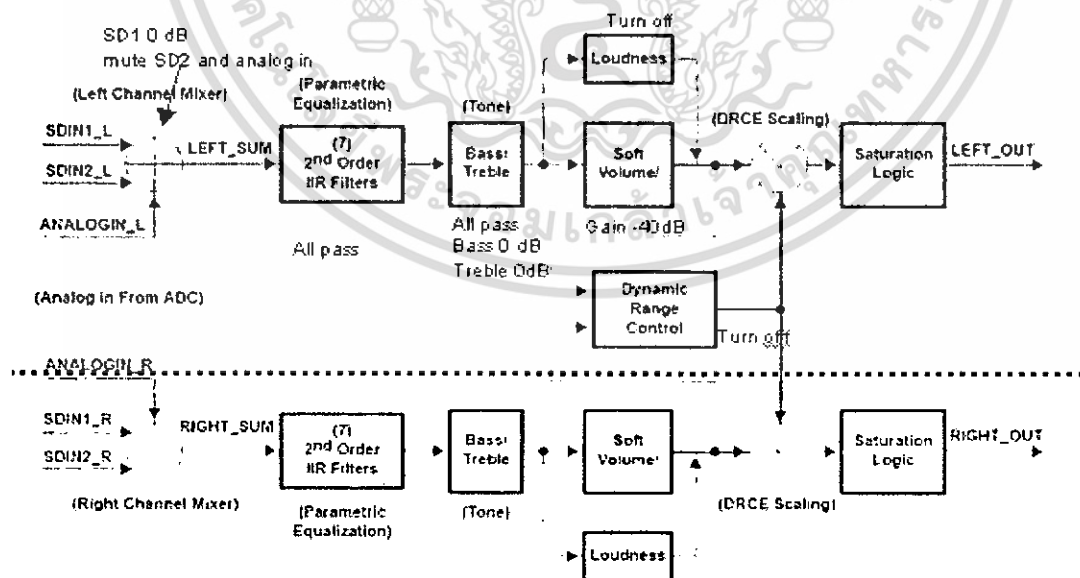 Turn off
SD1 0 dB
mute SD2 and analog in
Loudness
(Left Channel Mixer)
(Parametric
Equalization)
(Tone)
(DRCE Scaling)
SDIN1_L
SDIN2_L
LEFT_SUM
(7)
2nd Order
IIR Filters
Bass/
Treble
Soft
Volume/
Saturation
Logic
LEFT_OUT
ANALOGIN_L
All pass
All pass
Bass 0 dB
Treble 0dB
Gain -40 dB
(Analog in From ADC)
Dynamic
Range
Control
Turn off
ANALOGIN_R
SDIN1_R
SDIN2_R
RIGHT_SUM
(7)
2nd Order
IIR Filters
Bass/
Treble
Soft
Volume/
Saturation
Logic
RIGHT_OUT
(Right Channel Mixer)
(Parametric
Equalization)
(Tone)
(DRCE Scaling)
Loudness